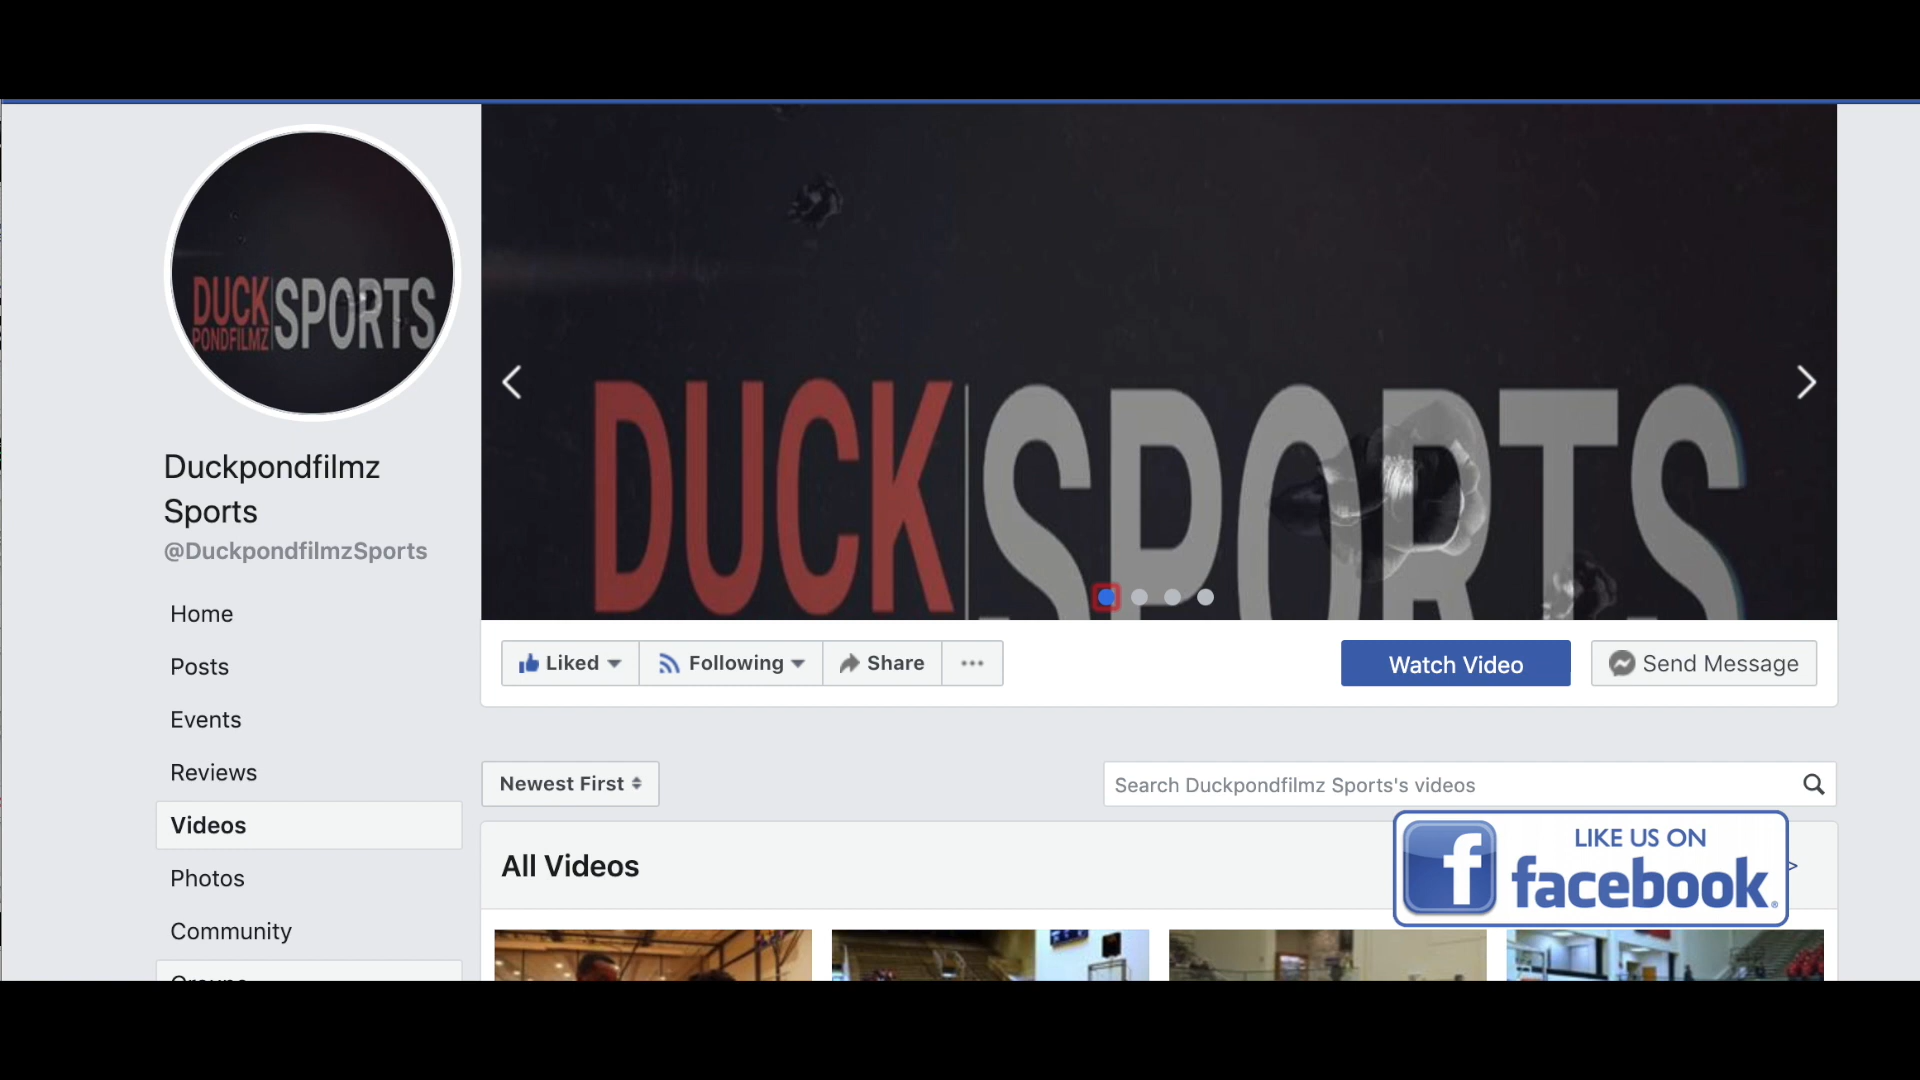 DUCK
PONDFILMZ
SPORTS
DUCK
SPORTS
Duckpondfilmz
Sports
@DuckpondfilmzSports
Home
Posts
Events
Reviews
Videos
Photos
Community
Groups
Liked
Following
Share
Watch Video
Send Message
Newest First
Search Duckpondfilmz Sports's videos
All Videos
LIKE US ON
facebook